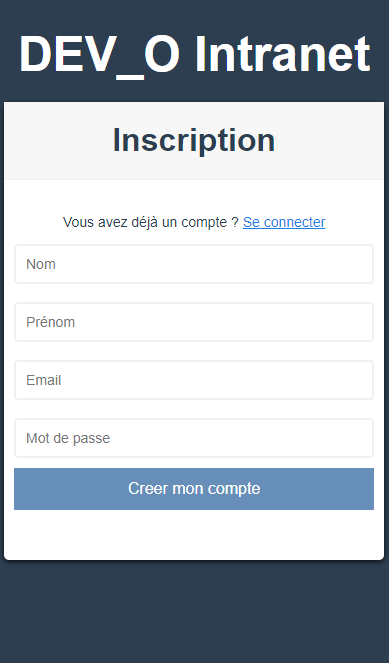 DEV_O Intranet
Inscription
Vous avez déjà un compte ? Se connecter
Nom
Prénom
Email
Mot de passe
Creer mon compte